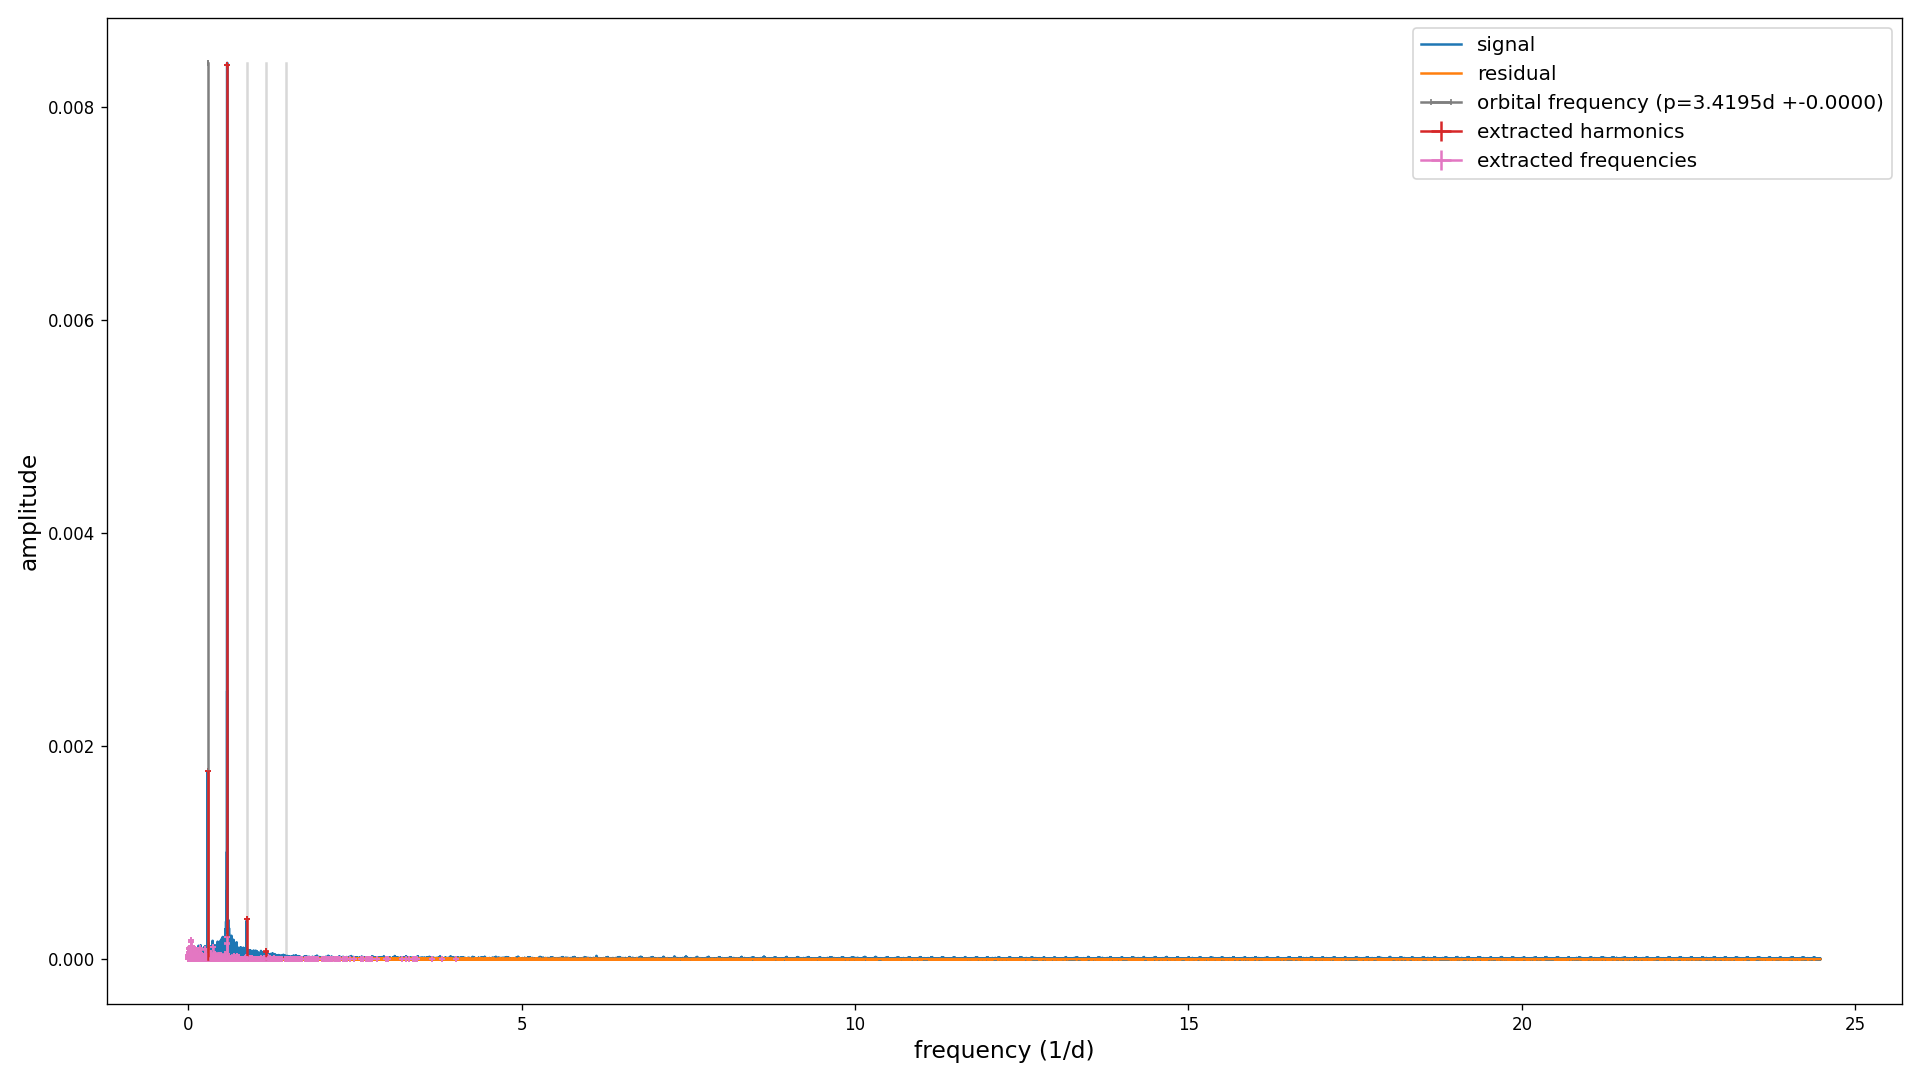 signal
residual
orbital frequency (p=3.4195d +-0.0000)
extracted harmonics
extracted frequencies
0.008
0.006
0.004
0.002
0.000
amplitude
0
5
10
15
20
25
frequency (1/d)